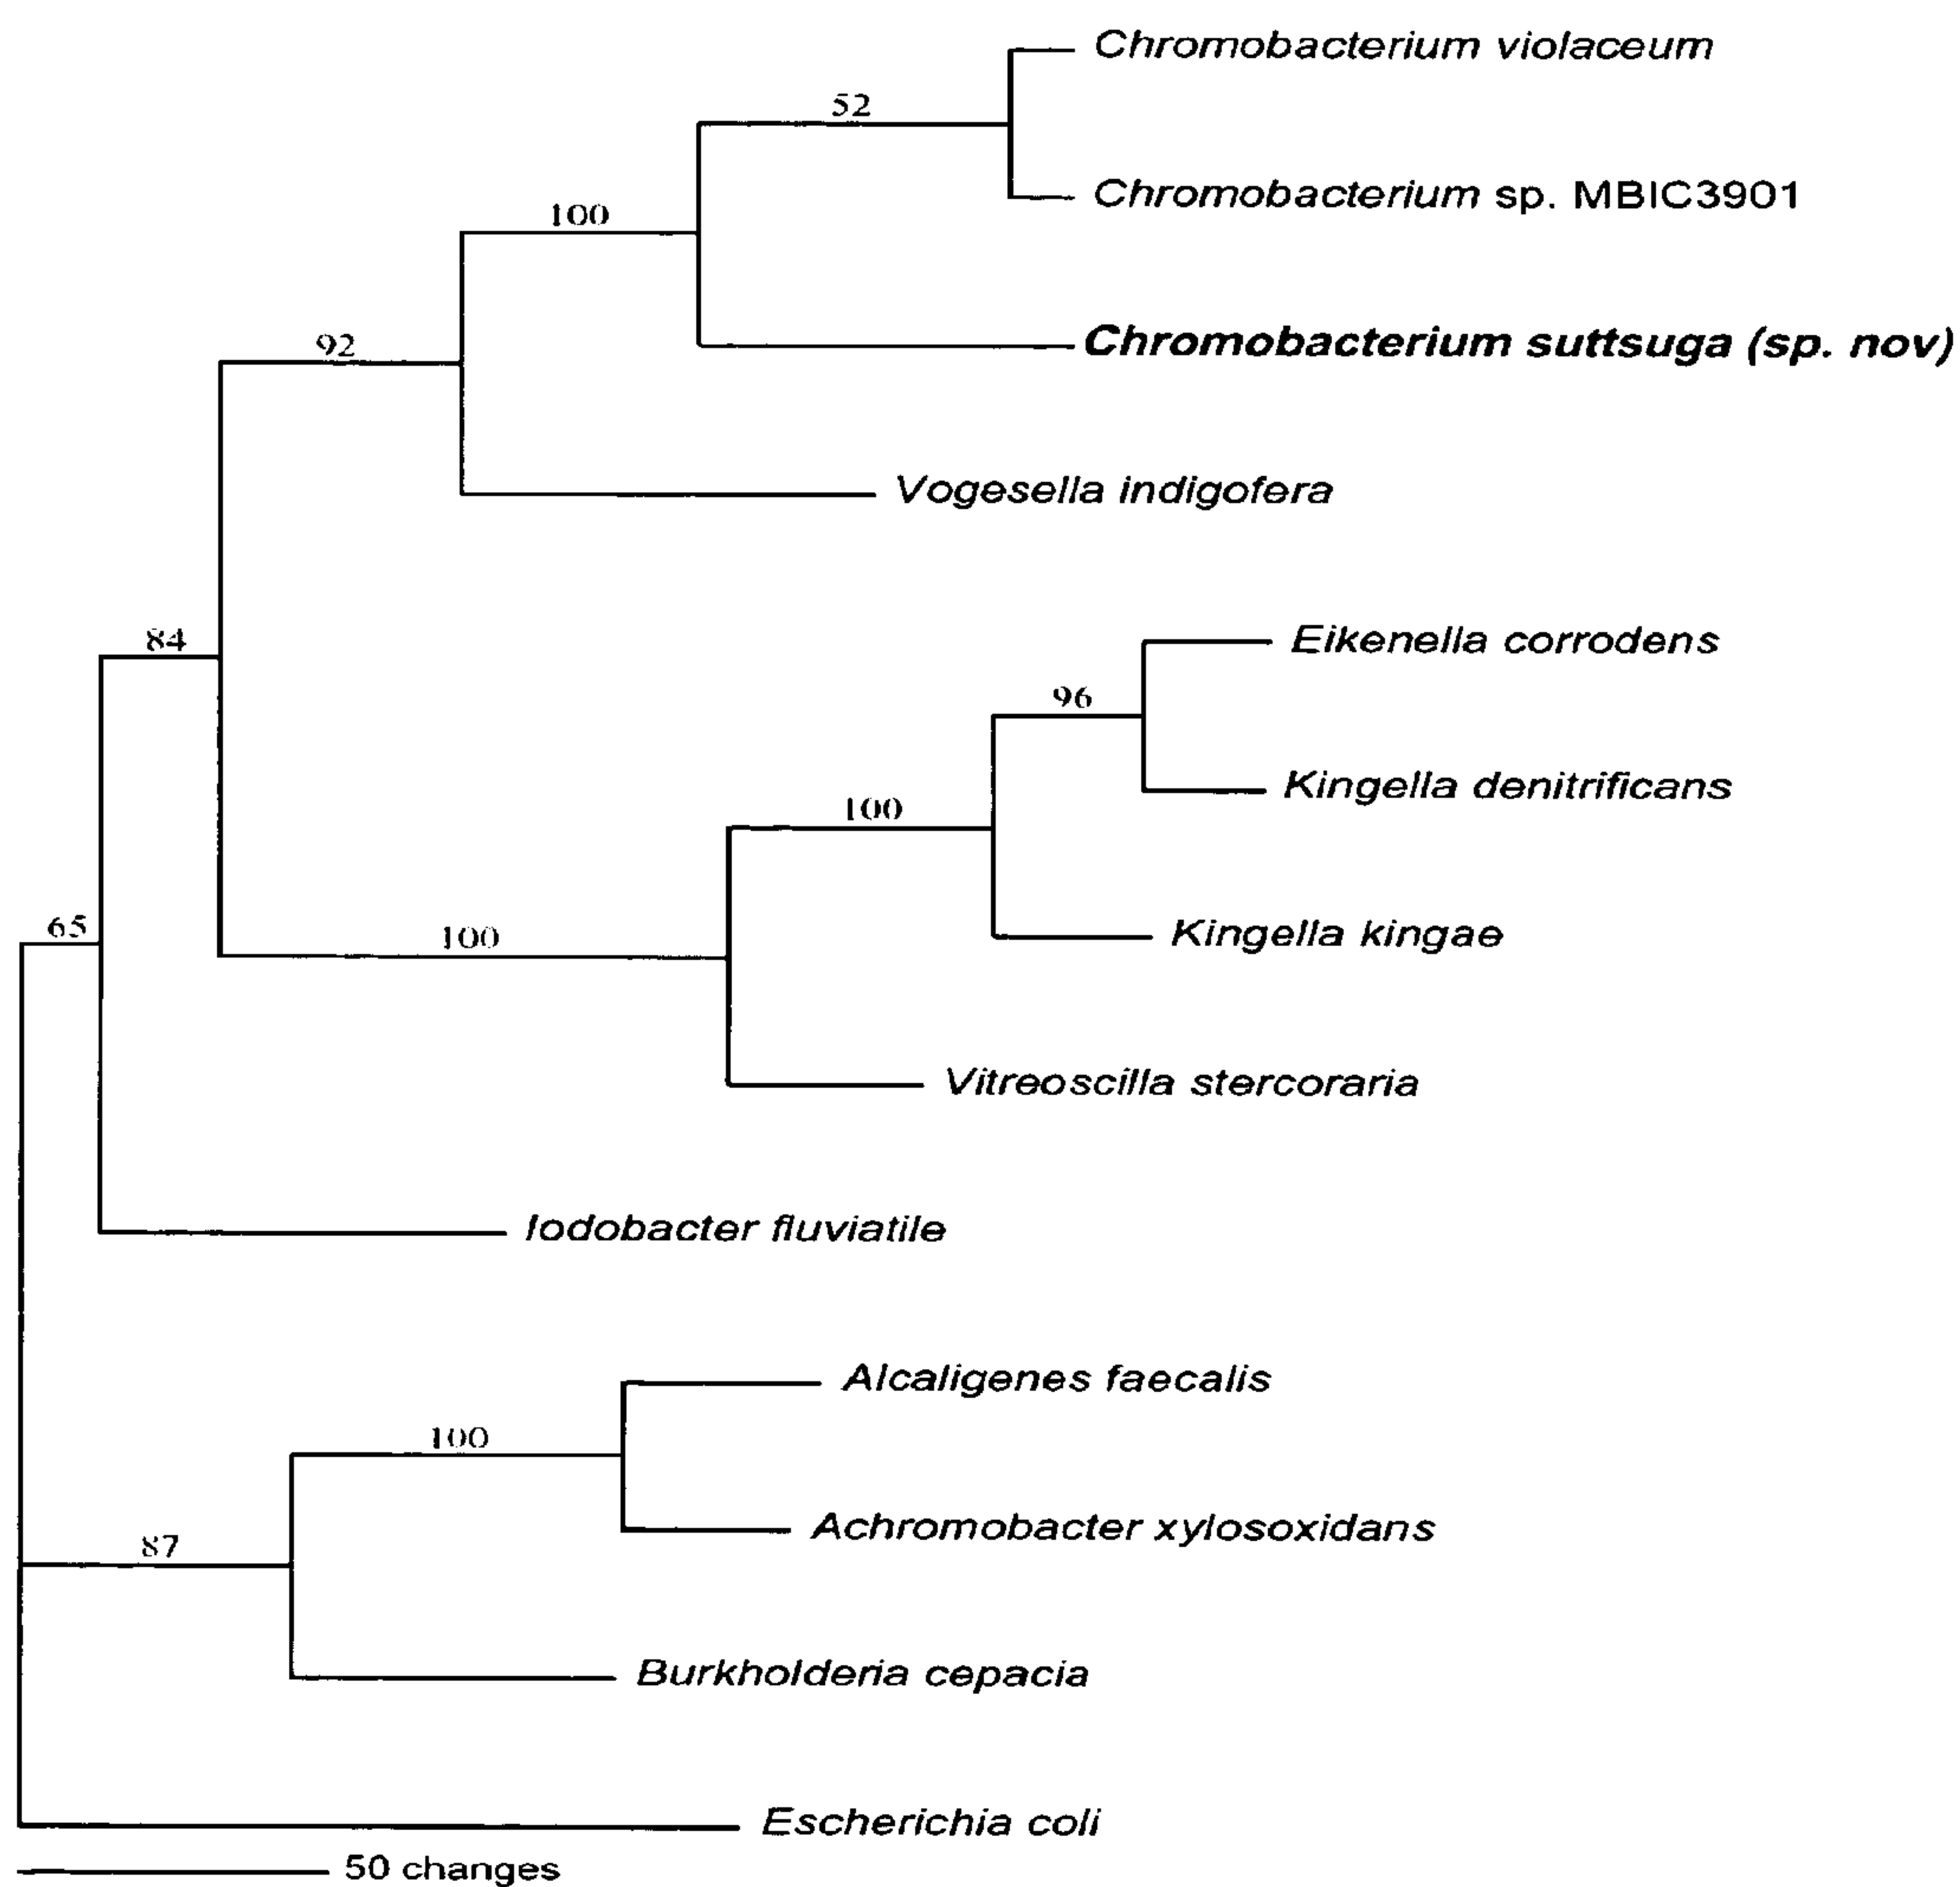 Chromobacterium violaceum
52
Chromobacterium sp. MBIC3901
100
Chromobacterium suttsuga (sp. nov)
92
Vogesella indigofera
84
Eikenella corrodens
96
Kingella denitrificans
100
Kingella kingae
65
100
Vitreoscilla stercoraria
Iodobacter fluviatile
Alcaligenes faecalis
100
Achromobacter xylosoxidans
87
Burkholderia cepacia
Escherichia coli
50 changes